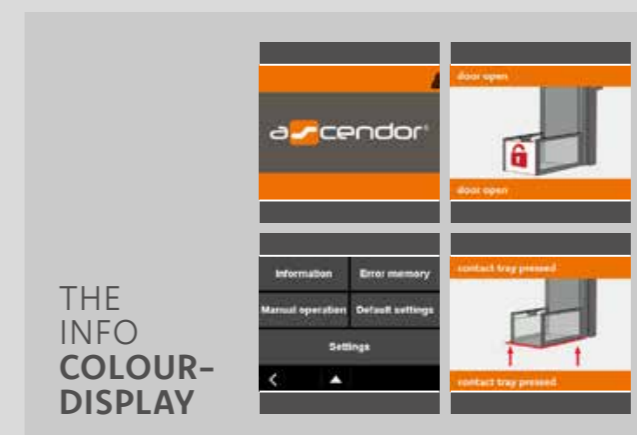 THE
INFO
COLOUR-
DISPLAY
ascendor®
door open
door open
Information Error memory
Manual operation Default settings
Settings
contact tray pressed
contact tray pressed